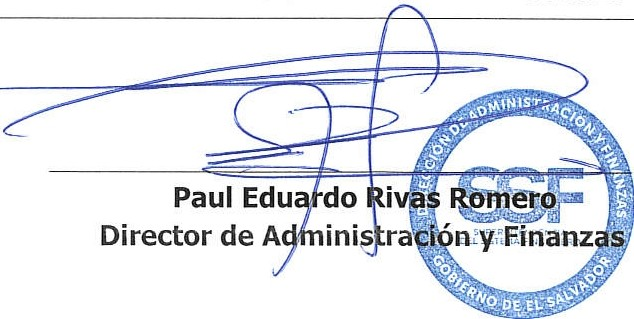 Paul Eduardo Rivas Romero
Director de Administración y Finanzas
DIRECCIÓN DE ADMINISTRACIÓN Y FINANZAS
SSF
GOBIERNO DE EL SALVADOR